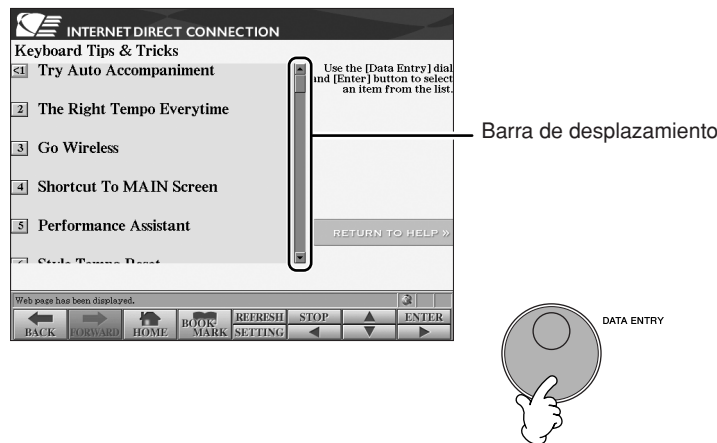 INTERNET DIRECT CONNECTION
Keyboard Tips & Tricks
<1 Try Auto Accompaniment
Use the [Data Entry] dial
and [Enter] button to select
an item from the list.
2 The Right Tempo Everytime
Barra de desplazamiento
3 Go Wireless
4 Shortcut To MAIN Screen
5 Performance Assistant
RETURN TO HELP »
Style Tempo Reset
Web page has been displayed.
BACK FORWARD HOME BOOK-MARK REFRESH STOP ENTER
SETTING
DATA ENTRY